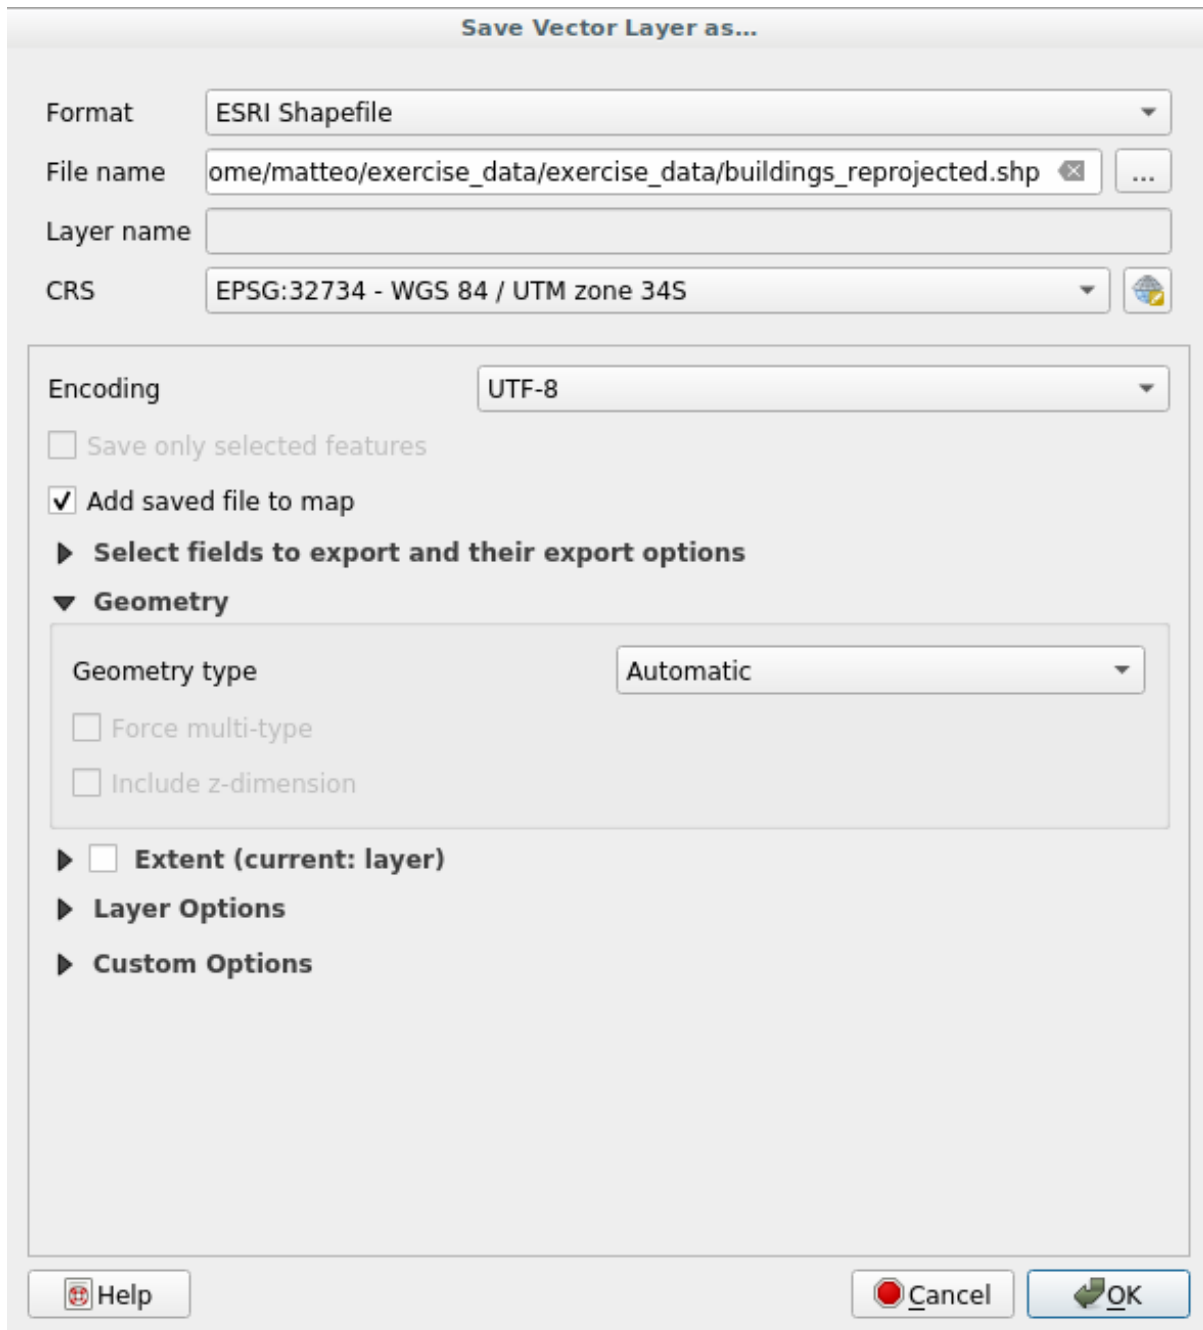 Save Vector Layer as...
Format ESRI Shapefile
File name ome/matteo/exercise_data/exercise_data/buildings_reprojected.shp ...
Layer name
CRS EPSG:32734 - WGS 84 / UTM zone 34S
Encoding UTF-8
Save only selected features
Add saved file to map
Select fields to export and their export options
Geometry
Geometry type Automatic
Force multi-type
Include z-dimension
Extent (current: layer)
Layer Options
Custom Options
Help Cancel OK